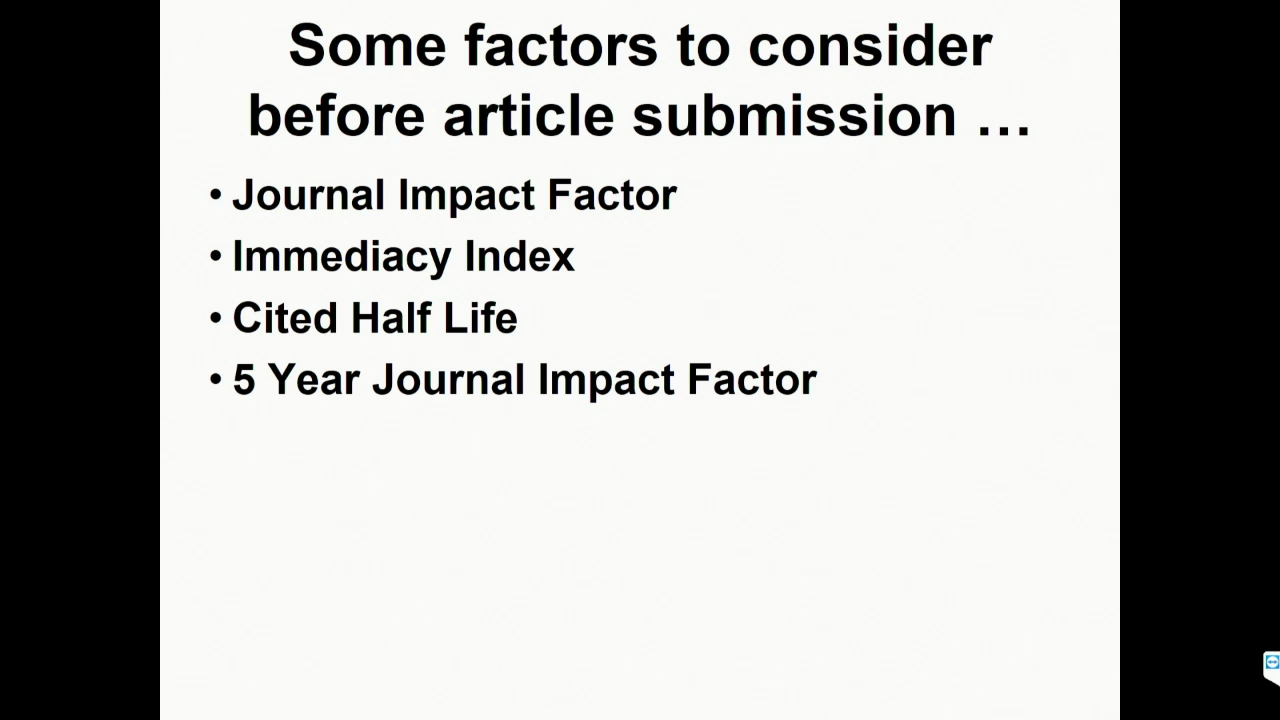 Some factors to consider
before article submission …
• Journal Impact Factor
• Immediacy Index
• Cited Half Life
• 5 Year Journal Impact Factor